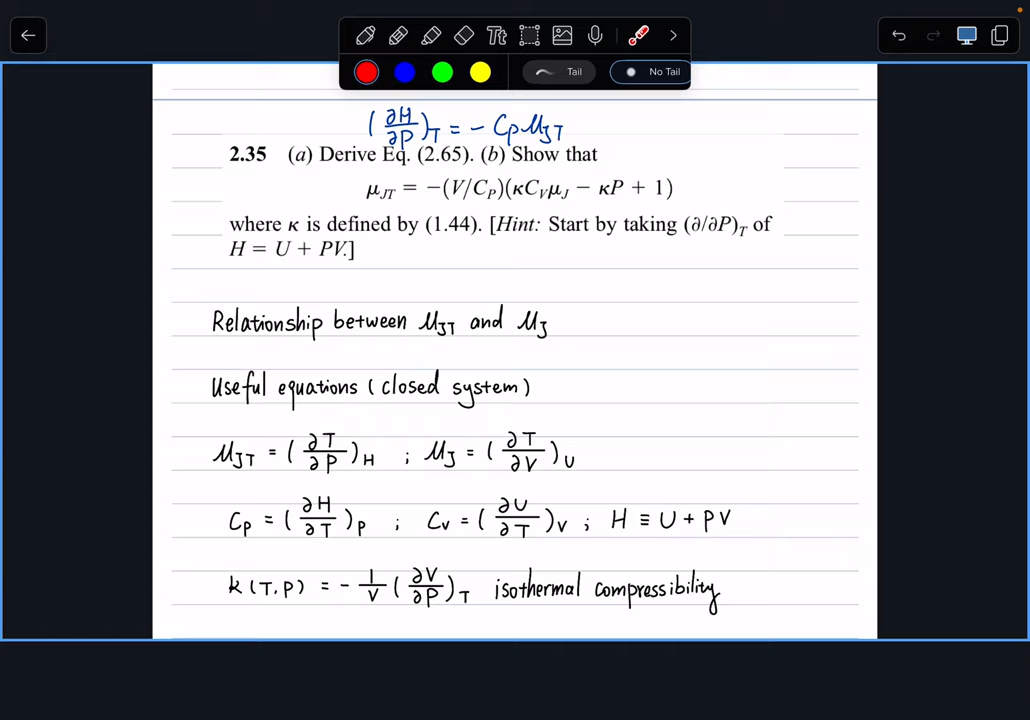 Tt
Tail No Tail
(∂H/∂P)_T = - C_P μ_JT
2.35 (a) Derive Eq. (2.65). (b) Show that
μ_JT = −(V/C_P)(κC_Vμ_J − κP + 1)
where κ is defined by (1.44). [Hint: Start by taking (∂/∂P)_T of
H = U + PV.]
Relationship between μ_JT and μ_J
Useful equations (closed system)
μ_JT = (∂T/∂P)_H ; μ_J = (∂T/∂V)_U
C_P = (∂H/∂T)_P ; C_V = (∂U/∂T)_V ; H ≡ U + PV
k(T.P) = - 1/V (∂V/∂P)_T isothermal compressibility